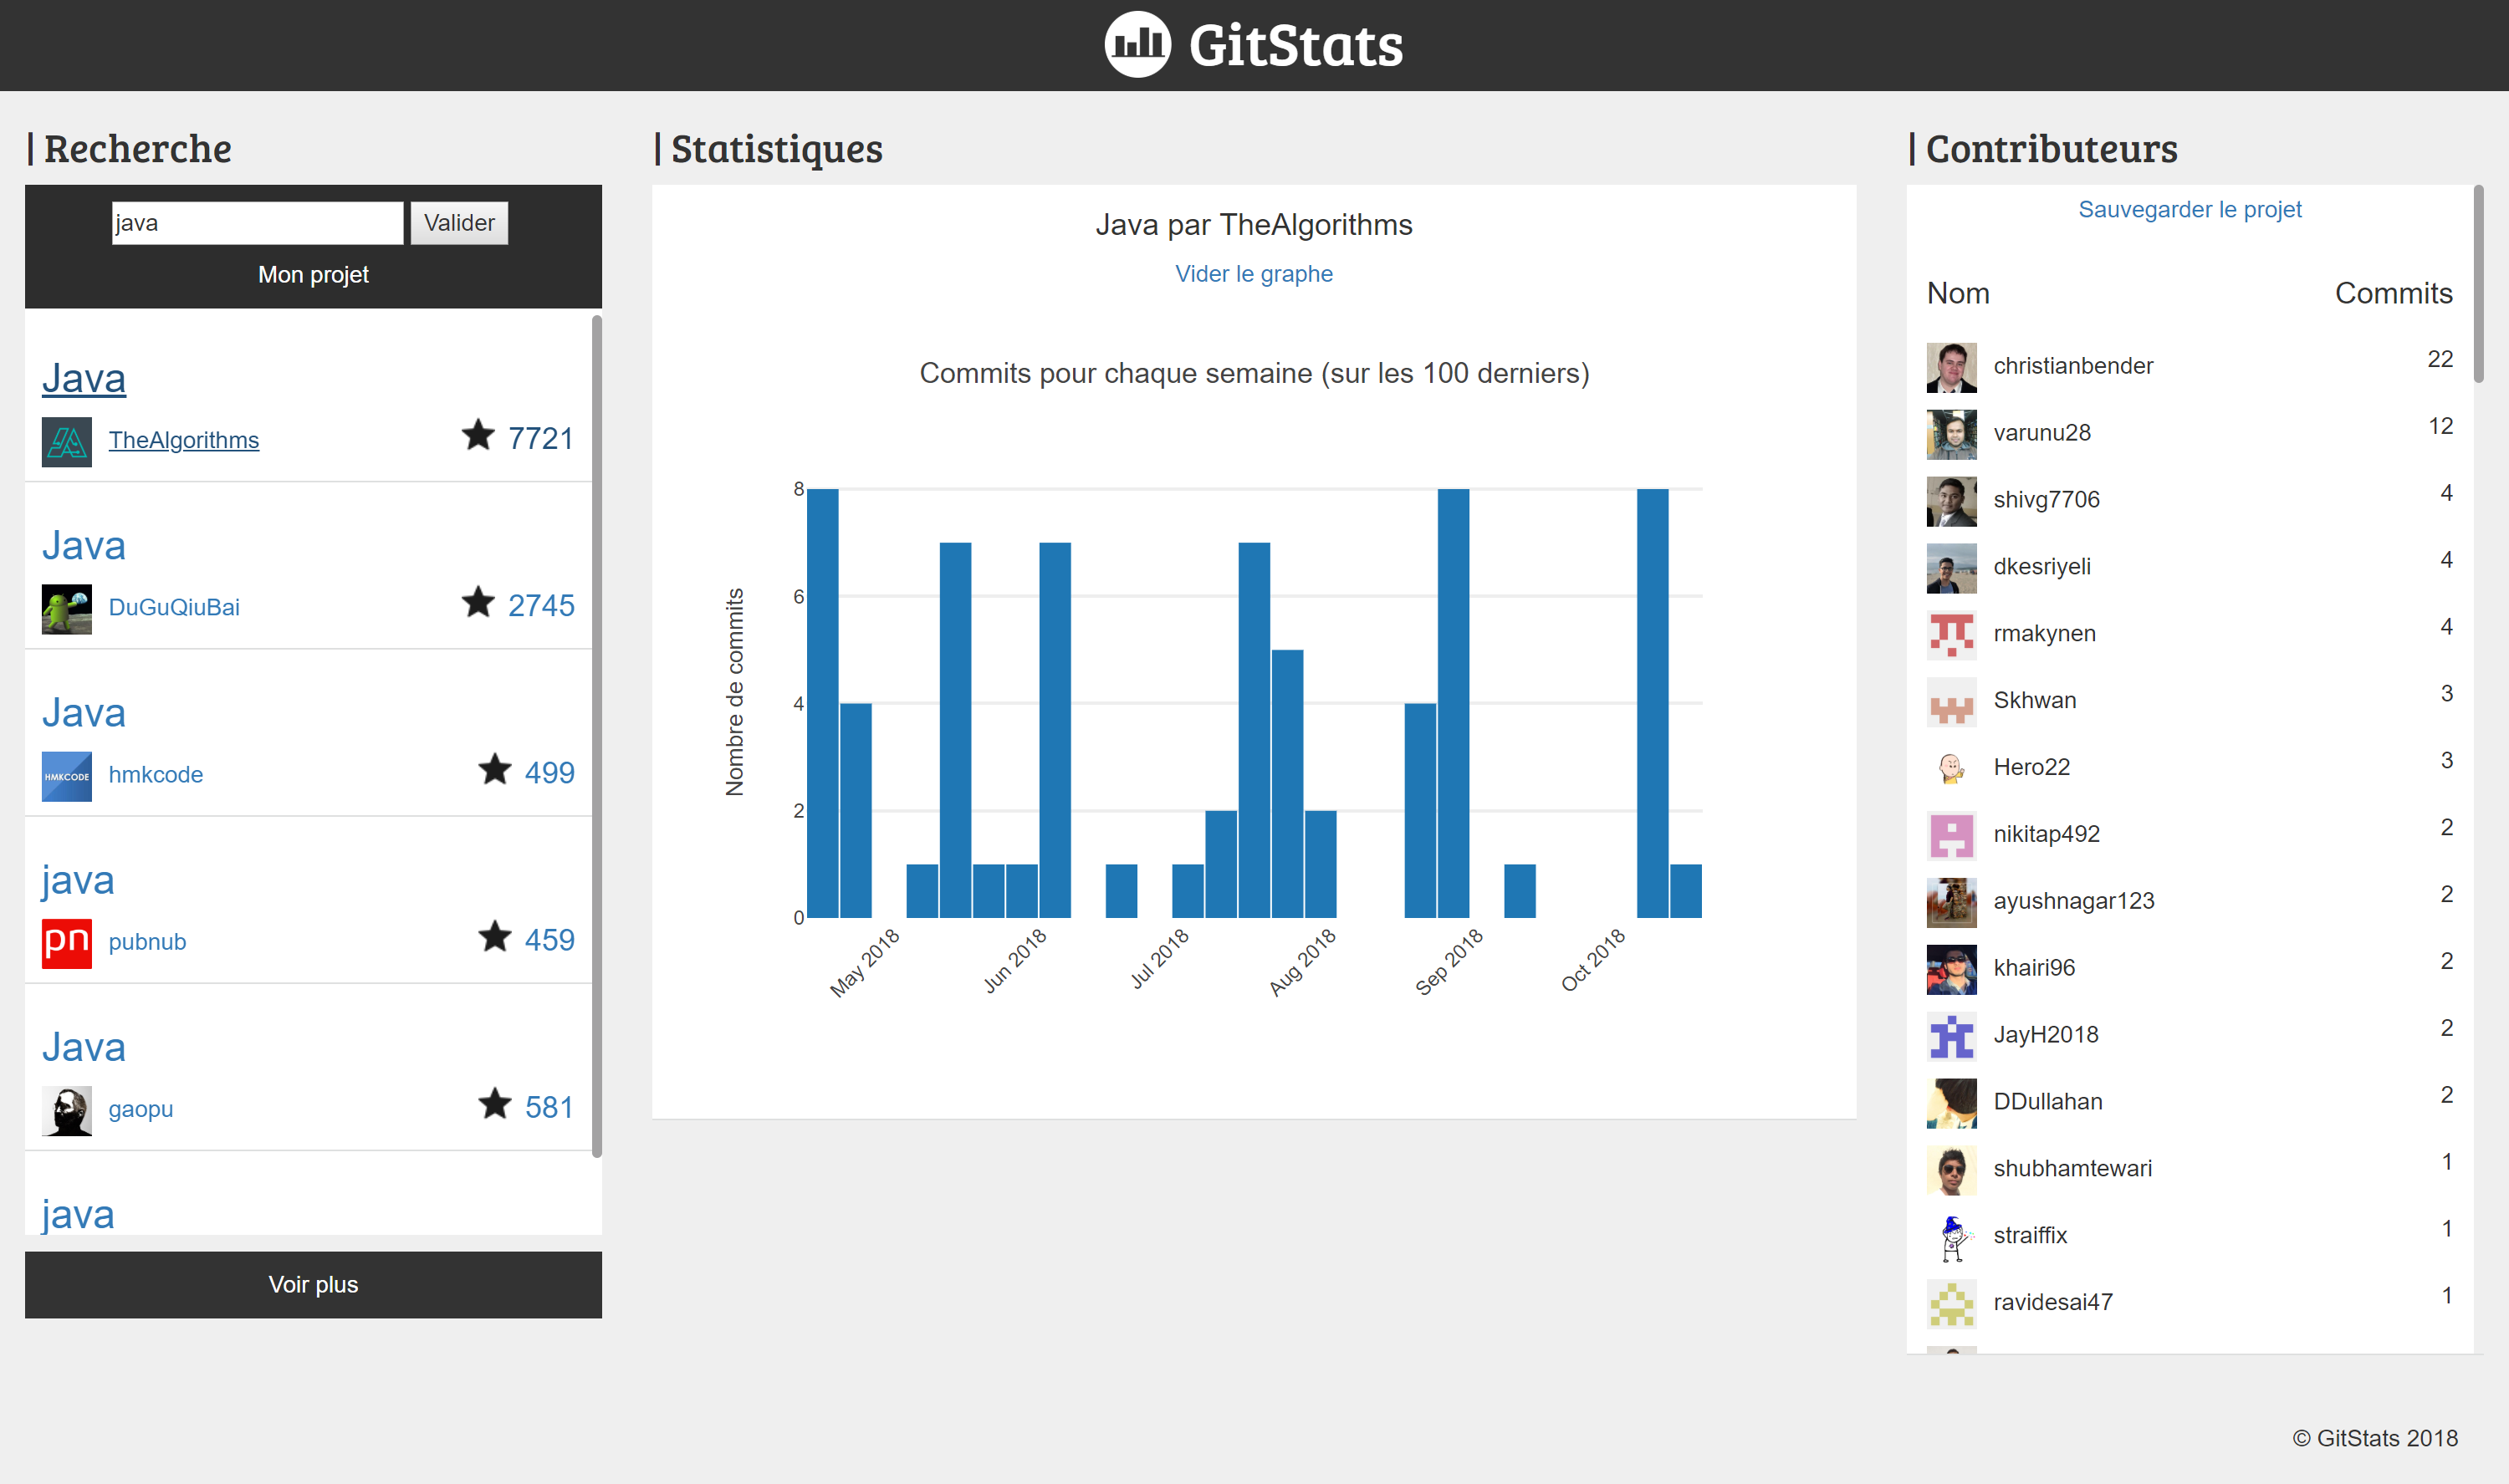 GitStats
| Recherche
java
Valider
Mon projet
Java
TheAlgorithms
7721
Java
DuGuQiuBai
2745
Java
HMKCODE
hmkcode
499
java
pn
pubnub
459
Java
gaopu
581
java
Voir plus
| Statistiques
Java par TheAlgorithms
Vider le graphe
Commits pour chaque semaine (sur les 100 derniers)
Nombre de commits
8
6
4
2
0
May 2018
Jun 2018
Jul 2018
Aug 2018
Sep 2018
Oct 2018
| Contributeurs
Sauvegarder le projet
Nom Commits
christianbender 22
varunu28 12
shivg7706 4
dkesriyeli 4
rmakynen 4
Skhwan 3
Hero22 3
nikitap492 2
ayushnagar123 2
khairi96 2
JayH2018 2
DDullahan 2
shubhamtewari 1
straiffix 1
ravidesai47 1
© GitStats 2018